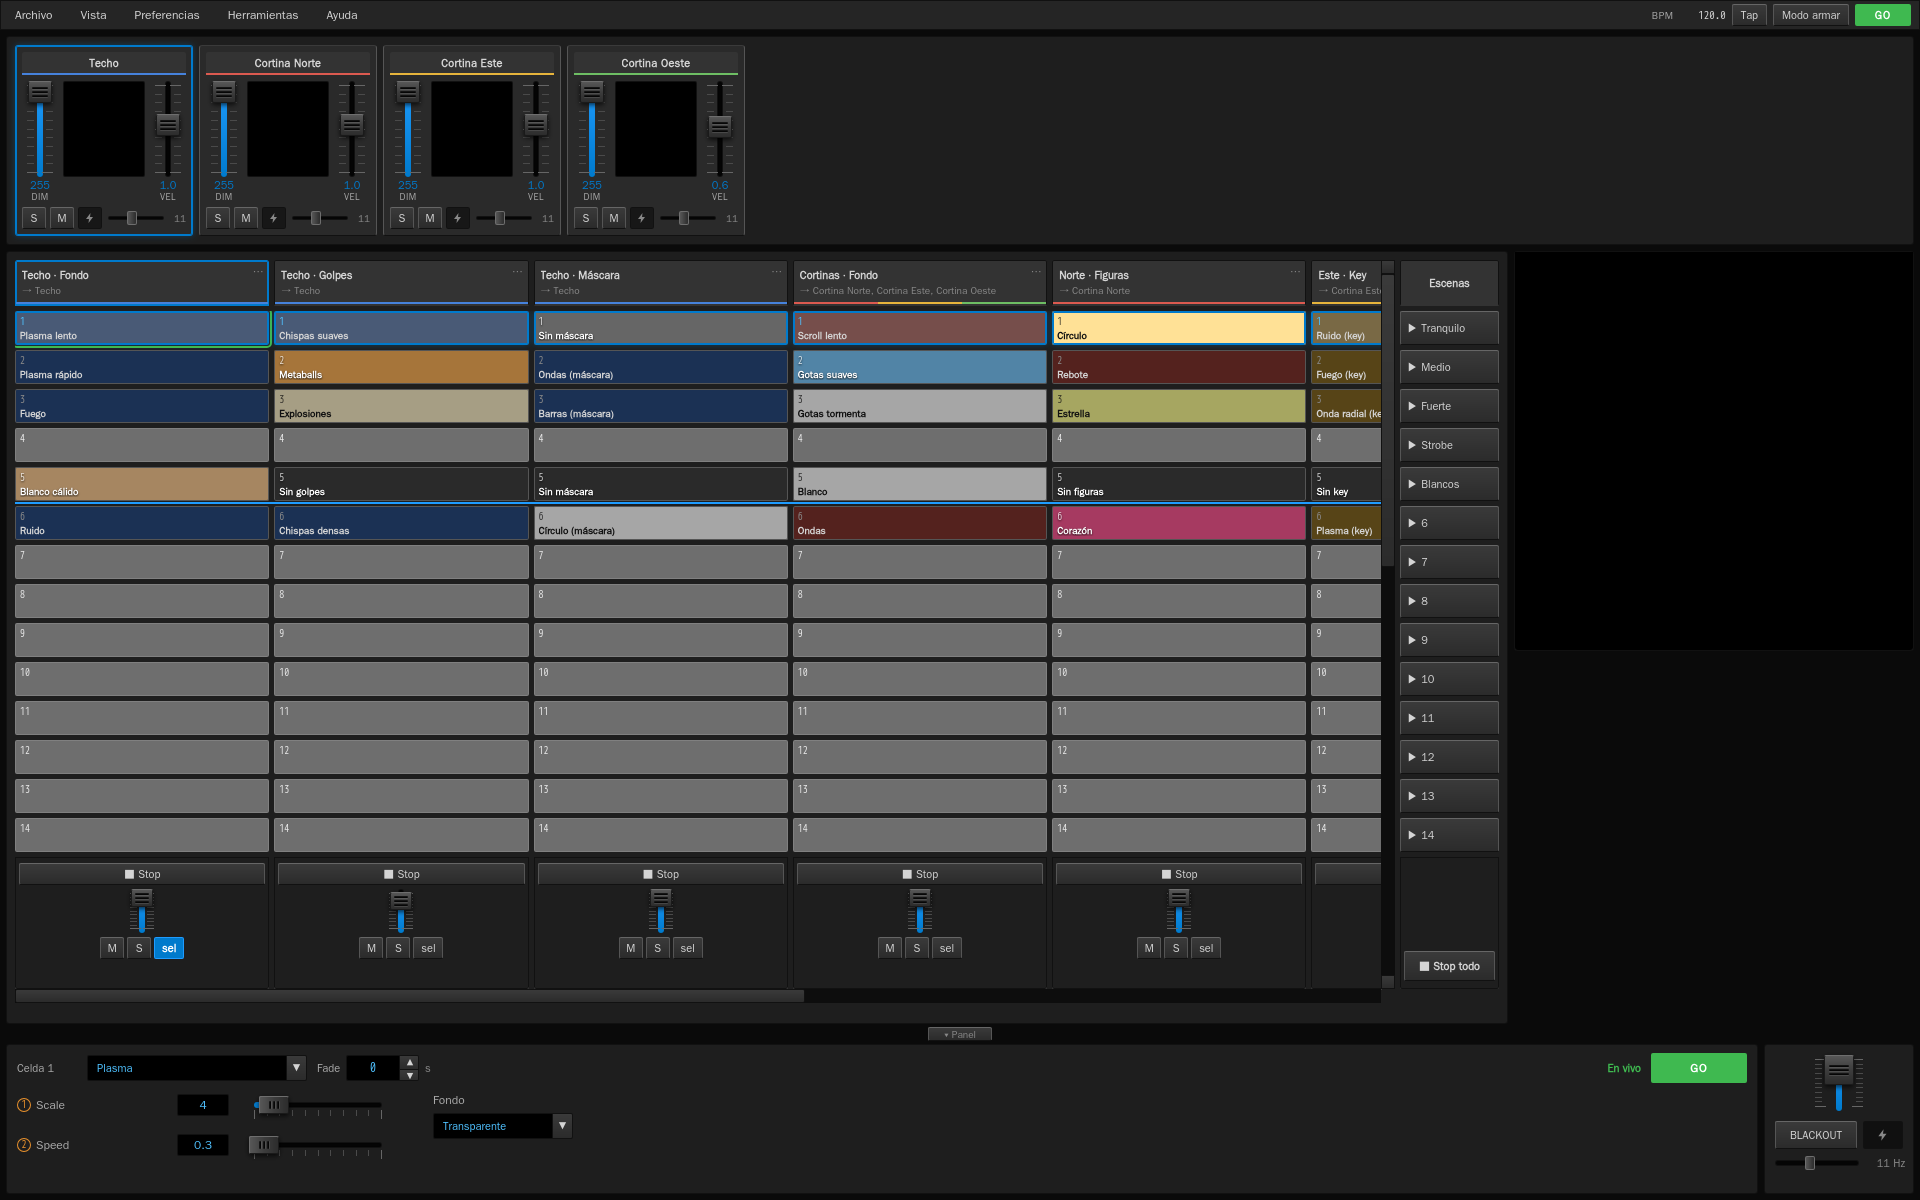 Archivo Vista Preferencias Herramientas Ayuda BPM 120.0 Tap Modo armar GO
Techo Cortina Norte Cortina Este Cortina Oeste
255 1.0 255 1.0 255 1.0 255 0.6
DIM VEL DIM VEL DIM VEL DIM VEL
S M 11 S M 11 S M 11 S M 11
Techo · Fondo ... Techo · Golpes ... Techo · Máscara ... Cortinas · Fondo ... Norte · Figuras ... Este · Key Escenas
→ Techo → Techo → Techo → Cortina Norte, Cortina Este, Cortina Oeste → Cortina Norte → Cortina Est
1 1 1 1 1 1
Plasma lento Chispas suaves Sin máscara Scroll lento Círculo Ruido (key) Tranquilo
2 2 2 2 2 2
Plasma rápido Metaballs Ondas (máscara) Gotas suaves Rebote Fuego (key) Medio
3 3 3 3 3 3
Fuego Explosiones Barras (máscara) Gotas tormenta Estrella Onda radial (ke Fuerte
4 4 4 4 4 4 Strobe
5 5 5 5 5 5
Blanco cálido Sin golpes Sin máscara Blanco Sin figuras Sin key Blancos
6 6 6 6 6 6
Ruido Chispas densas Círculo (máscara) Ondas Corazón Plasma (key) 6
7 7 7 7 7 7 7
8 8 8 8 8 8 8
9 9 9 9 9 9 9
10 10 10 10 10 10 10
11 11 11 11 11 11 11
12 12 12 12 12 12 12
13 13 13 13 13 13 13
14 14 14 14 14 14 14
Stop Stop Stop Stop Stop
M S sel M S sel M S sel M S sel M S sel
Stop todo
Panel
Celda 1 Plasma Fade 0 s En vivo GO
1 Scale 4 Fondo
Transparente
2 Speed 0.3
BLACKOUT
11 Hz